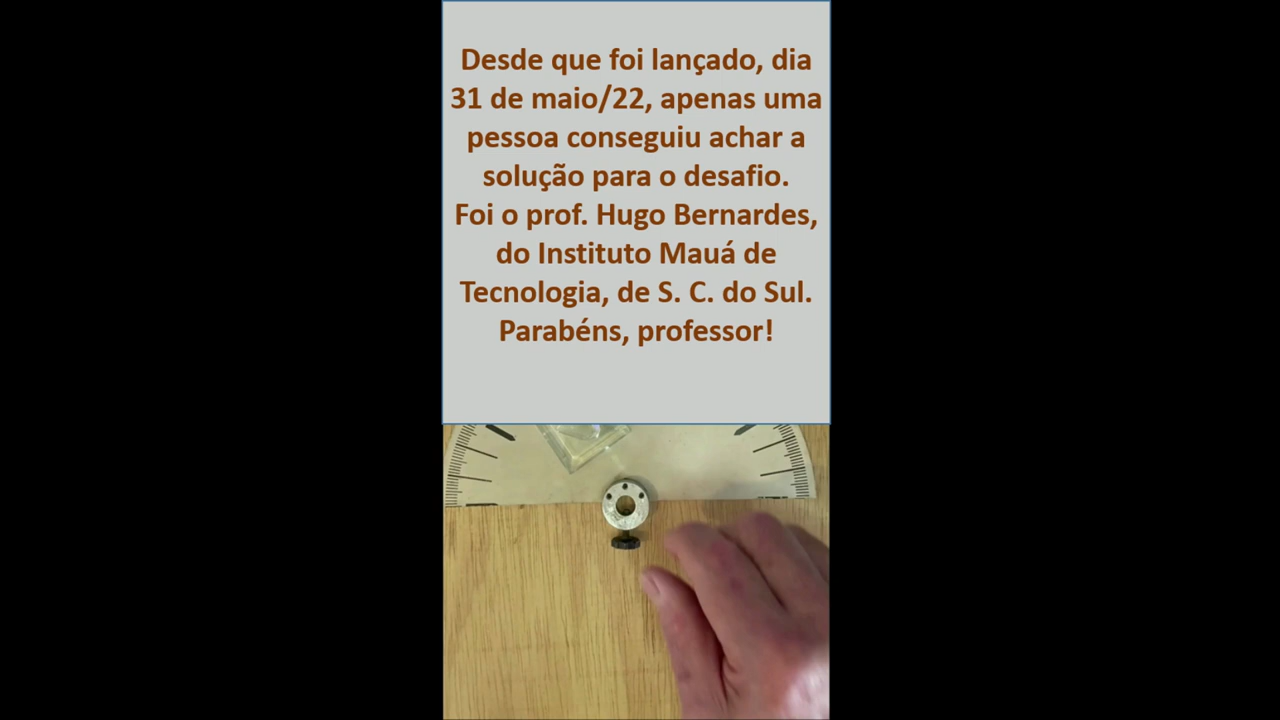 Desde que foi lançado, dia
31 de maio/22, apenas uma
pessoa conseguiu achar a
solução para o desafio.
Foi o prof. Hugo Bernardes,
do Instituto Mauá de
Tecnologia, de S. C. do Sul.
Parabéns, professor!